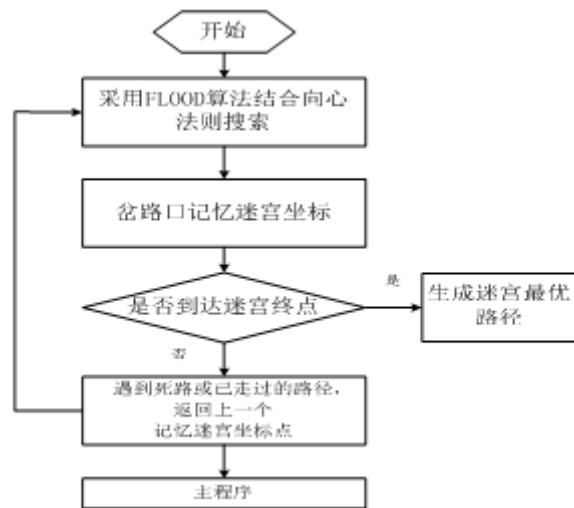 开始
采用FLOOD算法结合向心
法则搜索
岔路口记忆迷宫坐标
是否到达迷宫终点
是
生成迷宫最优
路径
否
遇到死路或已走过的路径，
返回上一个
记忆迷宫坐标点
主程序